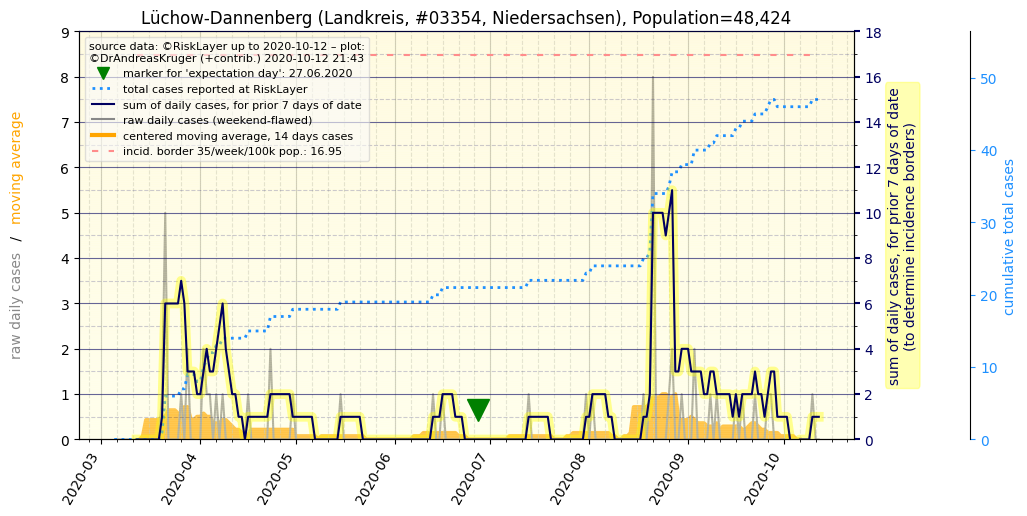 Lüchow-Dannenberg (Landkreis, #03354, Niedersachsen), Population=48,424
source data: ©RiskLayer up to 2020-10-12 – plot:
©DrAndreasKruger (+contrib.) 2020-10-12 21:43
marker for 'expectation day': 27.06.2020
total cases reported at RiskLayer
sum of daily cases, for prior 7 days of date
raw daily cases (weekend-flawed)
centered moving average, 14 days cases
incid. border 35/week/100k pop.: 16.95
raw daily cases / moving average
9
8
7
6
5
4
3
2
1
0
18
16
14
12
10
8
6
4
2
0
sum of daily cases, for prior 7 days of date
(to determine incidence borders)
50
40
30
20
10
0
cumulative total cases
2020-03
2020-04
2020-05
2020-06
2020-07
2020-08
2020-09
2020-10